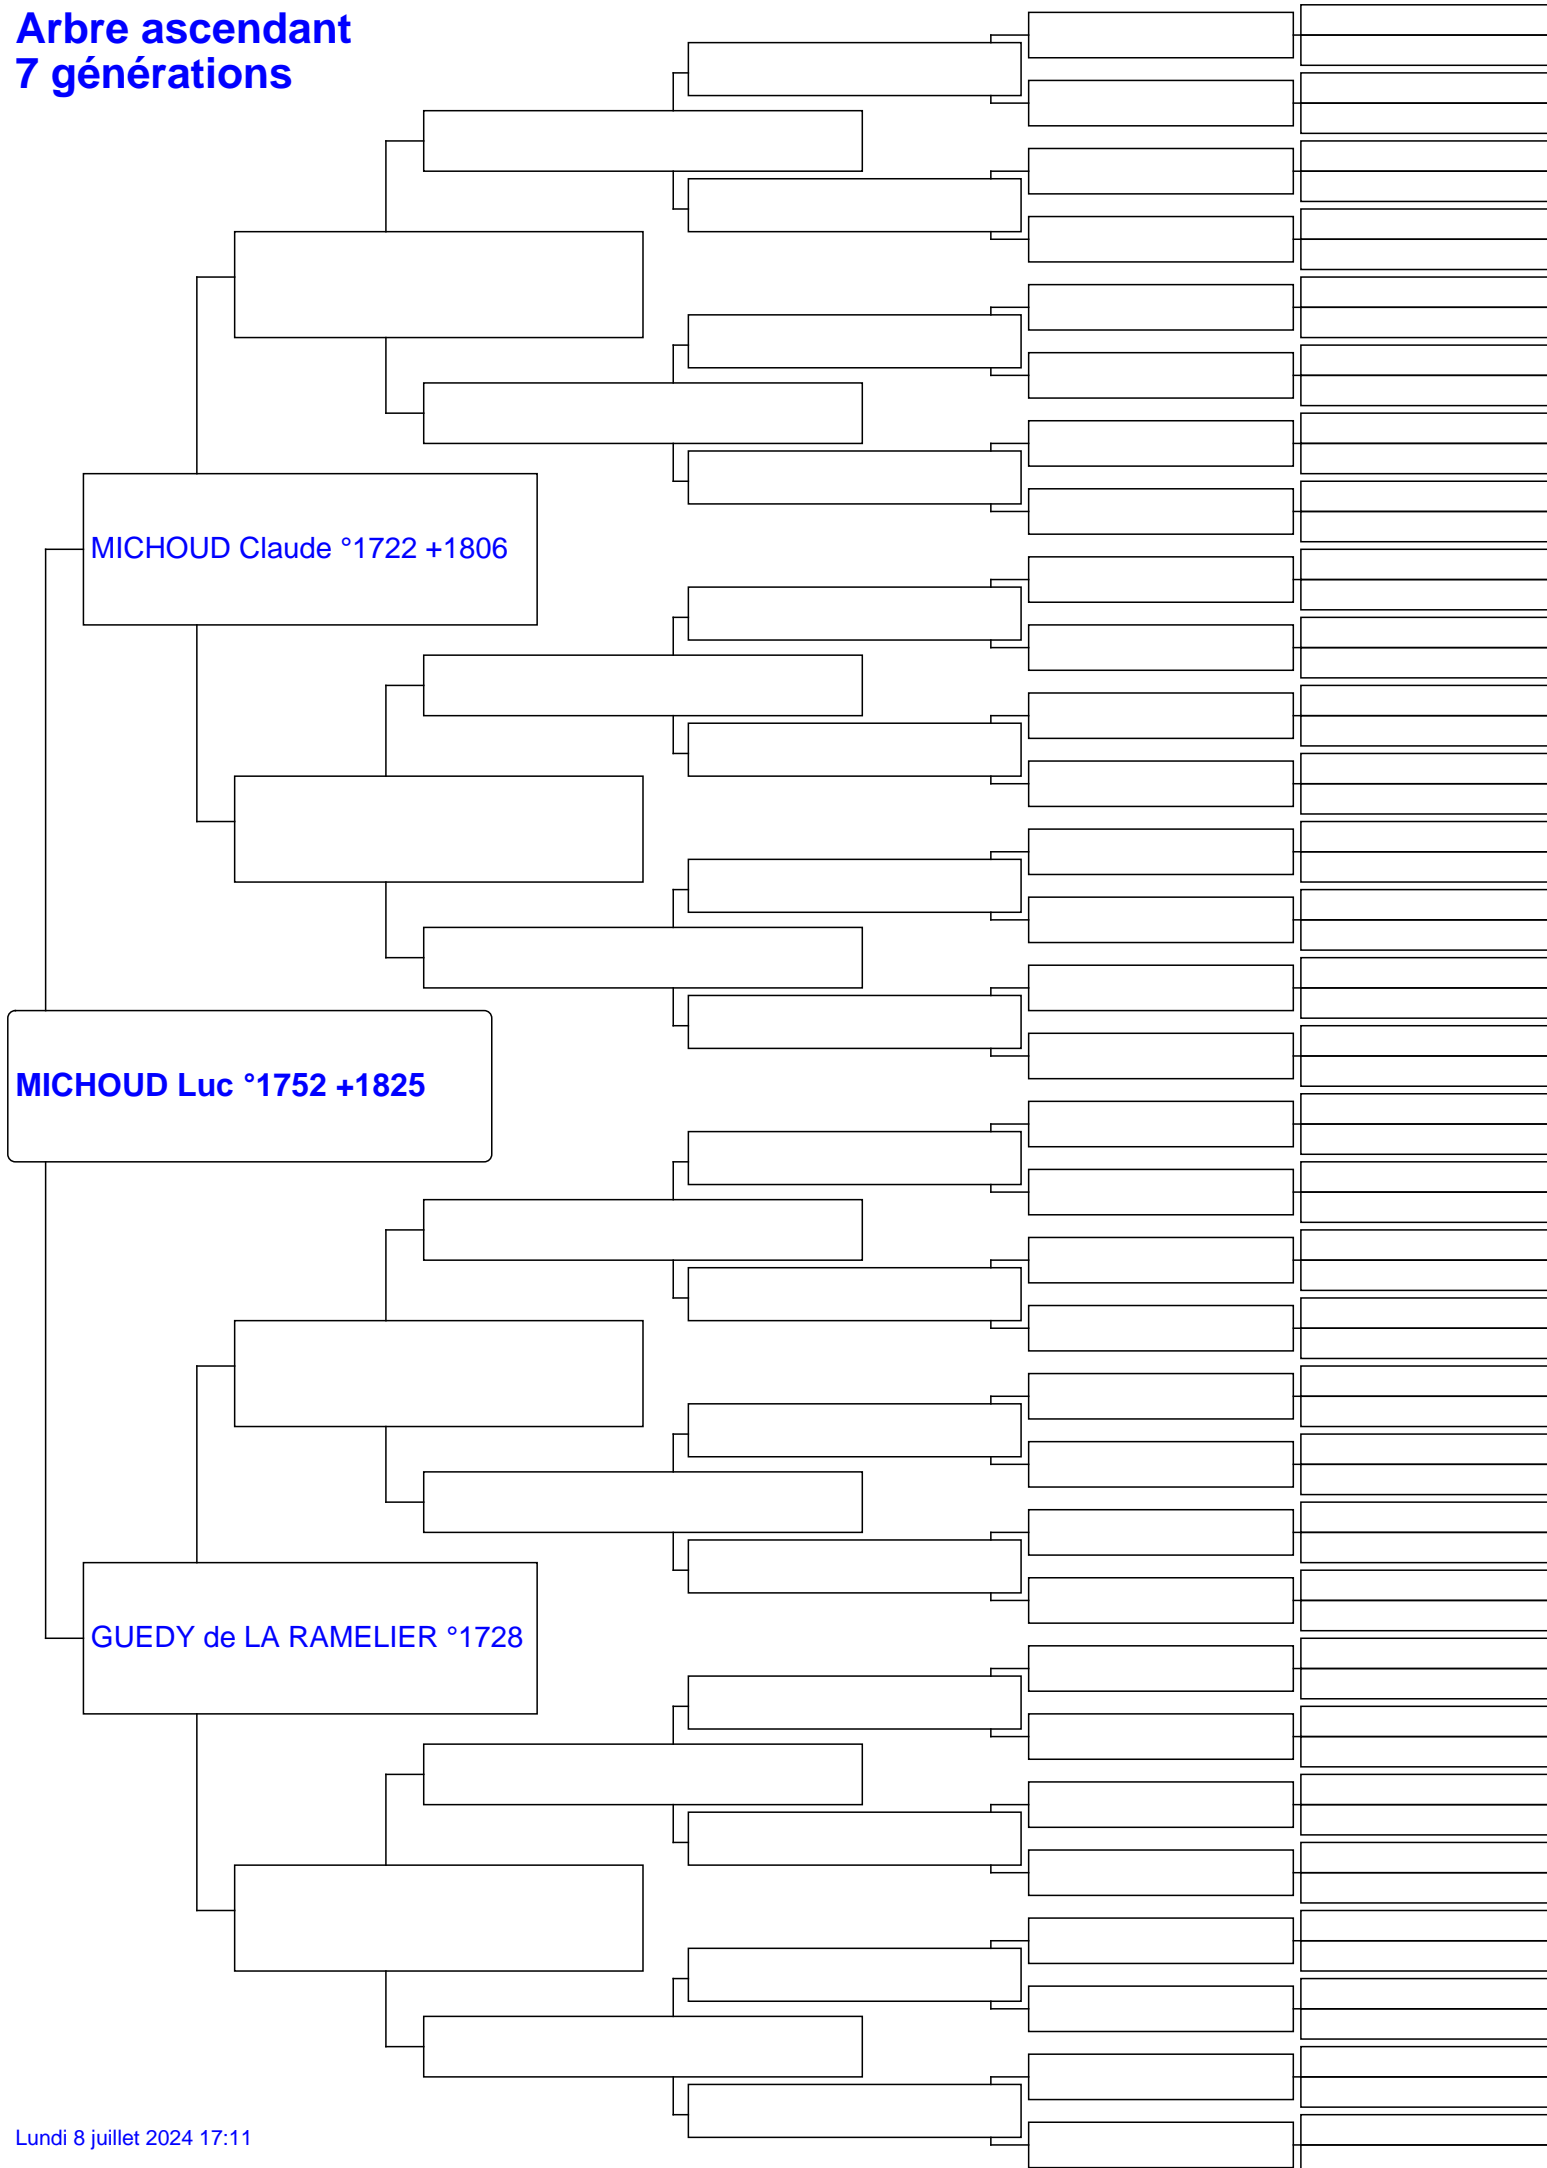 Arbre ascendant
7 générations
MICHOUD Claude °1722 +1806
MICHOUD Luc °1752 +1825
GUEDY de LA RAMELIER °1728
Lundi 8 juillet 2024 17:11